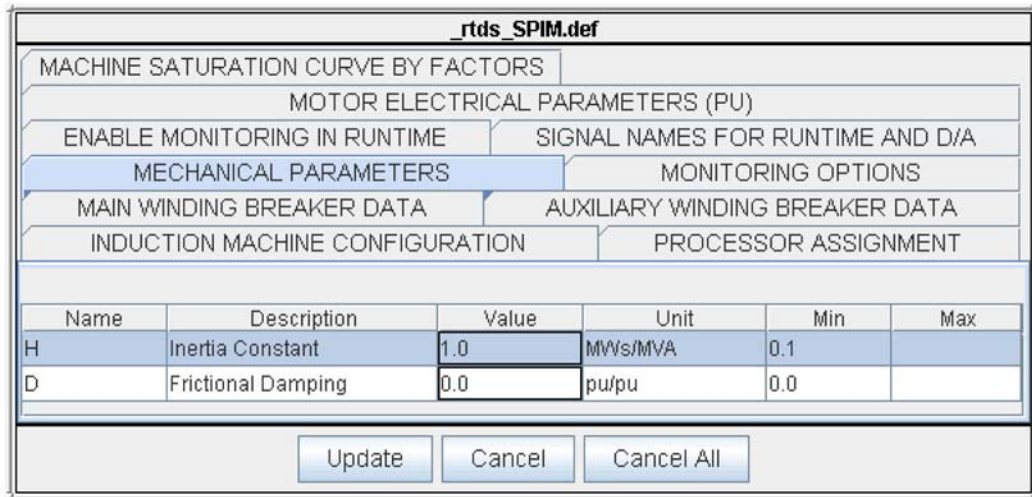 _rtds_SPIM.def
MACHINE SATURATION CURVE BY FACTORS
MOTOR ELECTRICAL PARAMETERS (PU)
ENABLE MONITORING IN RUNTIME SIGNAL NAMES FOR RUNTIME AND D/A
MECHANICAL PARAMETERS MONITORING OPTIONS
MAIN WINDING BREAKER DATA AUXILIARY WINDING BREAKER DATA
INDUCTION MACHINE CONFIGURATION PROCESSOR ASSIGNMENT
Name Description Value Unit Min Max
H Inertia Constant 1.0 MWs/MVA 0.1
D Frictional Damping 0.0 pu/pu 0.0
Update Cancel Cancel All